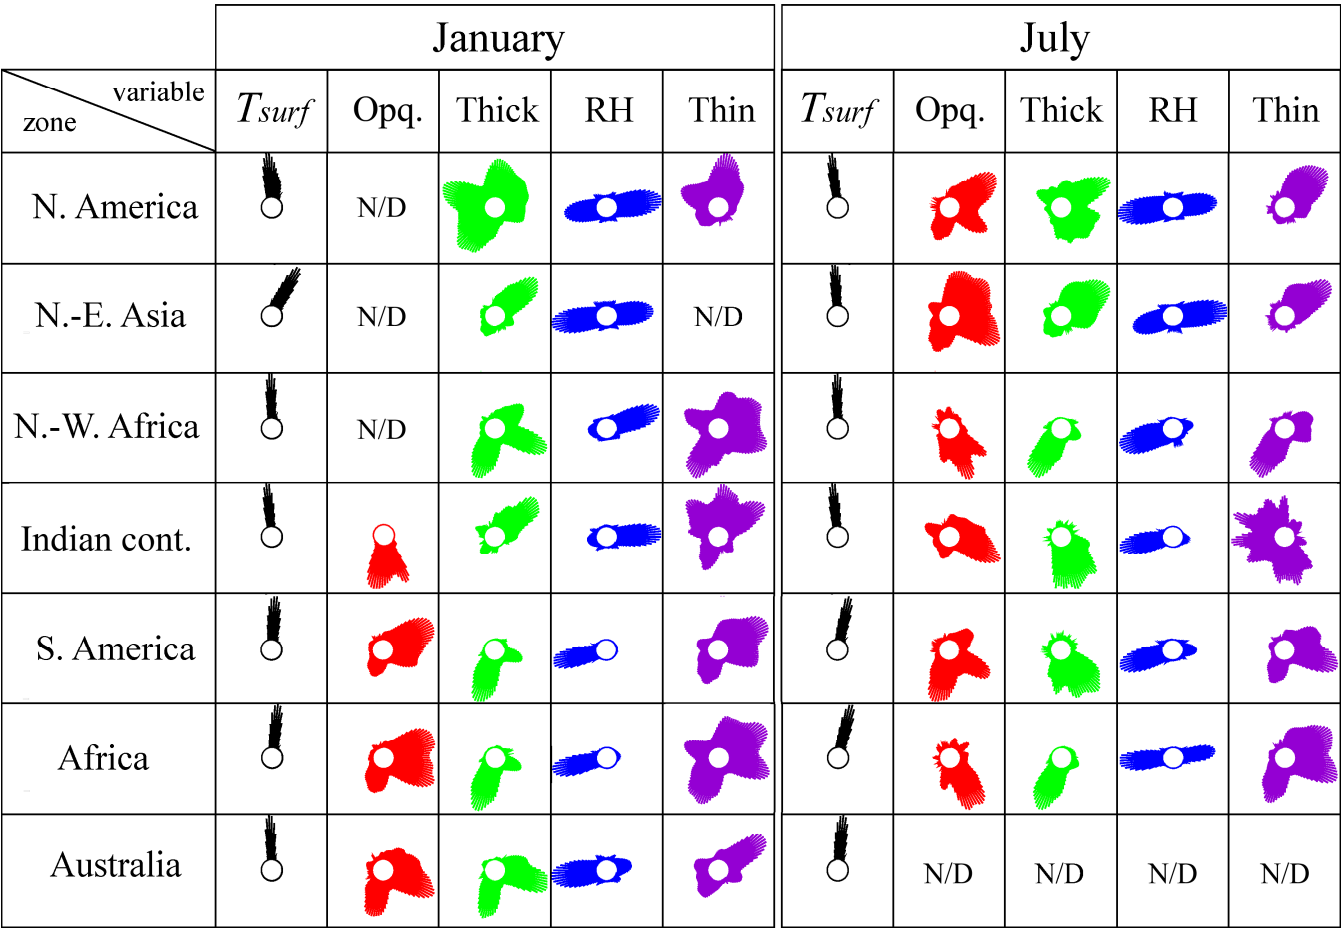 January July
variable
zone
Tsurf Opq. Thick RH Thin Tsurf Opq. Thick RH Thin
N. America N/D
N.-E. Asia N/D N/D
N.-W. Africa N/D
Indian cont.
S. America
Africa
Australia N/D N/D N/D N/D